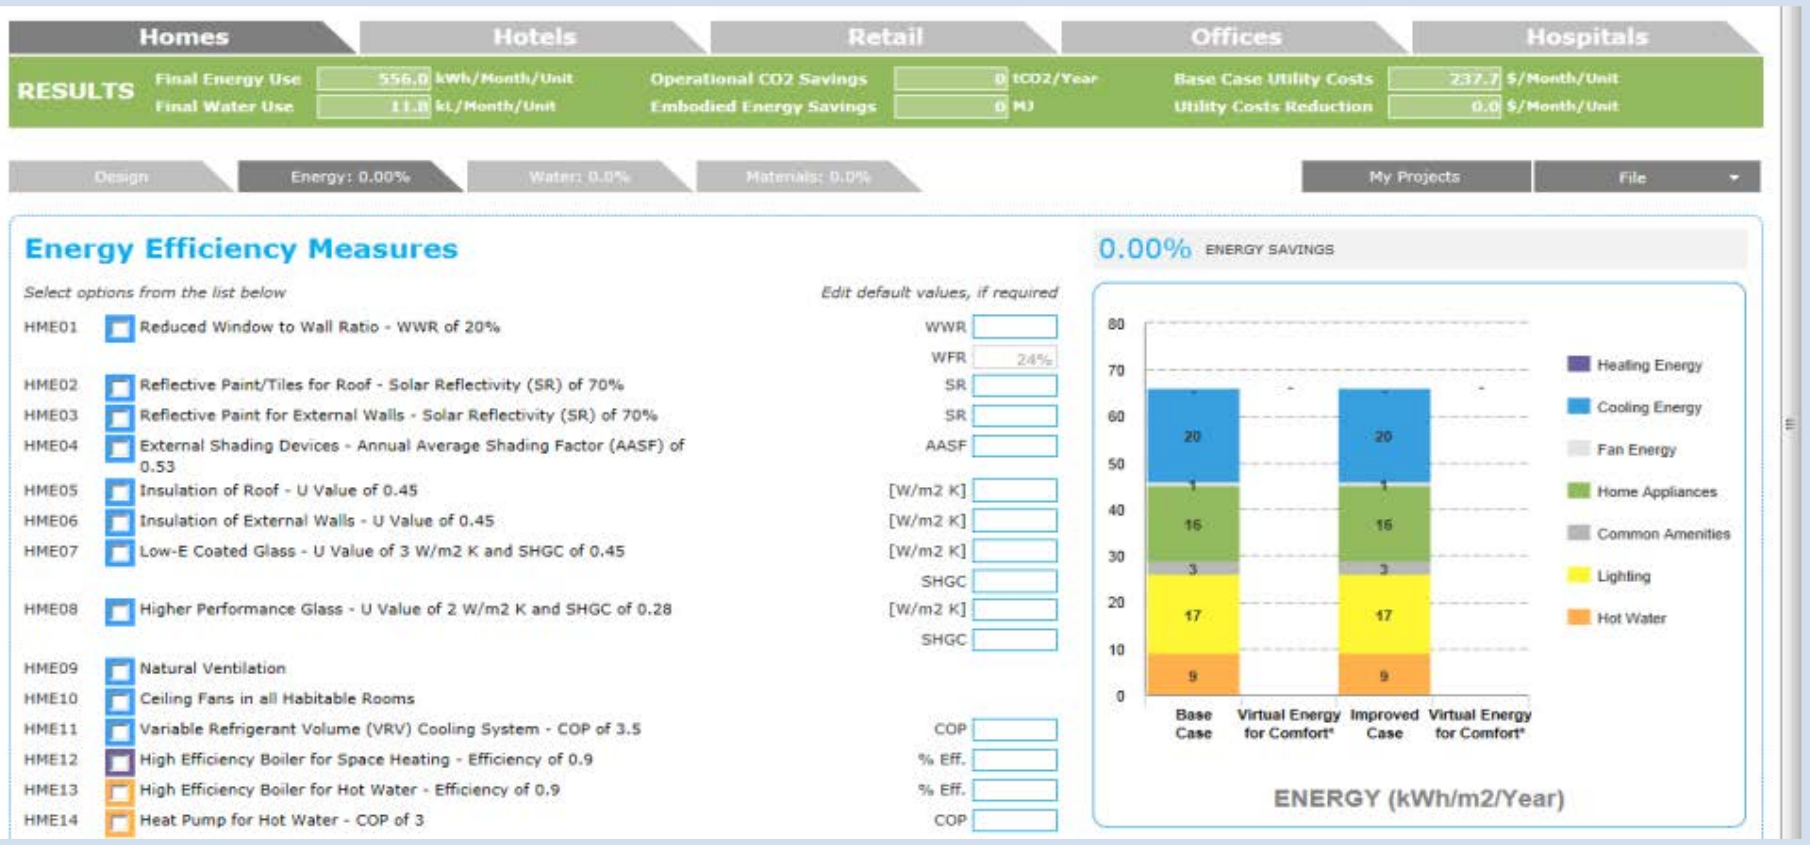 Homes Hotels Retail Offices Hospitals
RESULTS
Final Energy Use 556.0 kWh/Month/Unit Operational CO2 Savings 0 tCO2/Year Base Case Utility Costs 237.7 $/Month/Unit
Final Water Use 11.8 kL/Month/Unit Embodied Energy Savings 0 MJ Utility Costs Reduction 0.0 $/Month/Unit
Design Energy: 0.00% Water: 0.0% Materials: 0.0% My Projects File
Energy Efficiency Measures
Select options from the list below Edit default values, if required
HME01 Reduced Window to Wall Ratio - WWR of 20% WWR
WFR 24%
HME02 Reflective Paint/Tiles for Roof - Solar Reflectivity (SR) of 70% SR
HME03 Reflective Paint for External Walls - Solar Reflectivity (SR) of 70% SR
HME04 External Shading Devices - Annual Average Shading Factor (AASF) of AASF
0.53
HME05 Insulation of Roof - U Value of 0.45 [W/m2 K]
HME06 Insulation of External Walls - U Value of 0.45 [W/m2 K]
HME07 Low-E Coated Glass - U Value of 3 W/m2 K and SHGC of 0.45 [W/m2 K]
SHGC
HME08 Higher Performance Glass - U Value of 2 W/m2 K and SHGC of 0.28 [W/m2 K]
SHGC
HME09 Natural Ventilation
HME10 Ceiling Fans in all Habitable Rooms
HME11 Variable Refrigerant Volume (VRV) Cooling System - COP of 3.5 COP
HME12 High Efficiency Boiler for Space Heating - Efficiency of 0.9 % Eff.
HME13 High Efficiency Boiler for Hot Water - Efficiency of 0.9 % Eff.
HME14 Heat Pump for Hot Water - COP of 3 COP
0.00% ENERGY SAVINGS
80
70
60
50
40
30
20
10
0
- - - -
20 20
1 1
16 16
3 3
17 17
9 9
Base Virtual Energy Improved Virtual Energy
Case for Comfort* Case for Comfort*
ENERGY (kWh/m2/Year)
Heating Energy
Cooling Energy
Fan Energy
Home Appliances
Common Amenities
Lighting
Hot Water